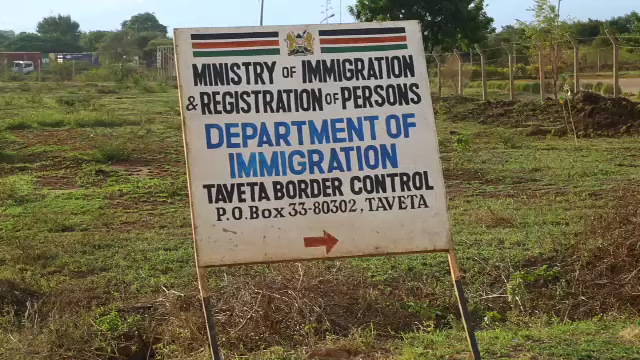 MINISTRY OF IMMIGRATION
& REGISTRATION OF PERSONS
DEPARTMENT OF
IMMIGRATION
TAVETA BORDER CONTROL
P.O. Box 33-80302, TAVETA